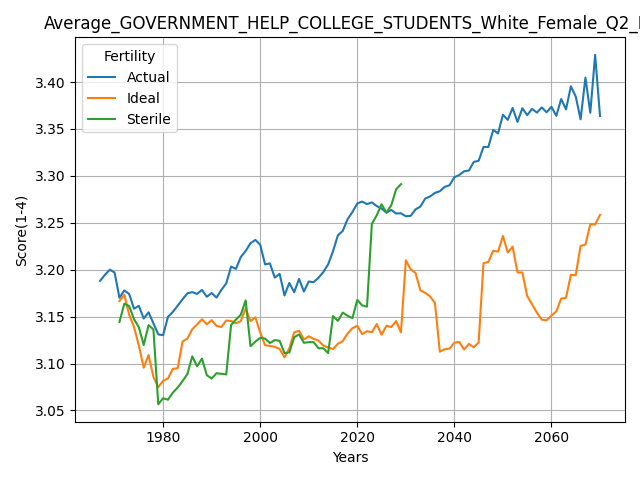 Average_GOVERNMENT_HELP_COLLEGE_STUDENTS_White_Female_Q2_
Fertility
Actual
Ideal
Sterile
Score(1-4)
3.40
3.35
3.30
3.25
3.20
3.15
3.10
3.05
1980 2000 2020 2040 2060
Years